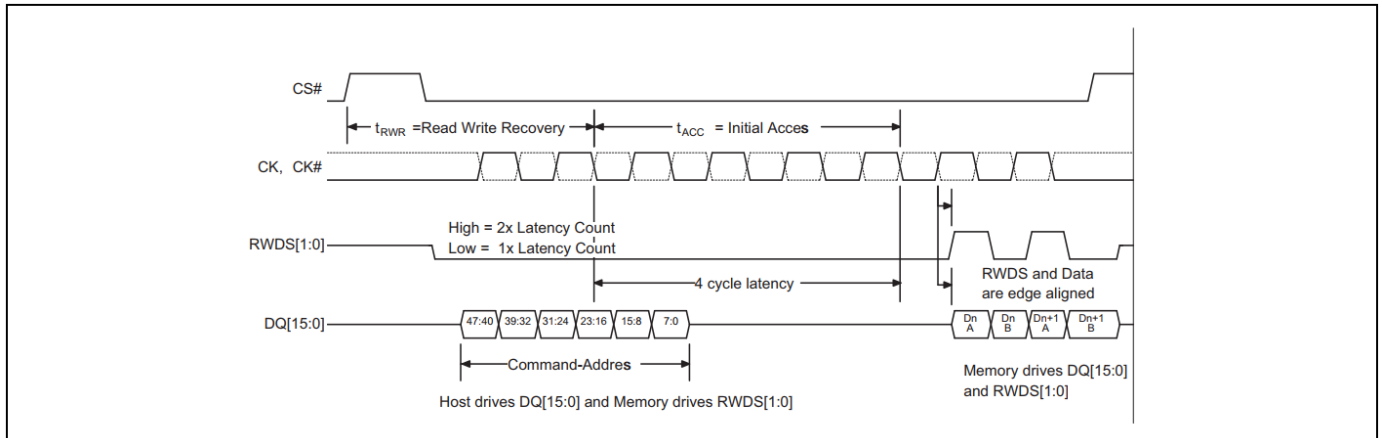 CS#
tRWR =Read Write Recovery
tACC = Initial Acces
CK, CK#
High = 2x Latency Count
Low = 1x Latency Count
RWDS[1:0]
4 cycle latency
RWDS and Data
are edge aligned
DQ[15:0]
47:40 39:32 31:24 23:16 15:8 7:0
Dn A
Dn B
Dn+1 A
Dn+1 B
Command-Addres
Memory drives DQ[15:0]
and RWDS[1:0]
Host drives DQ[15:0] and Memory drives RWDS[1:0]